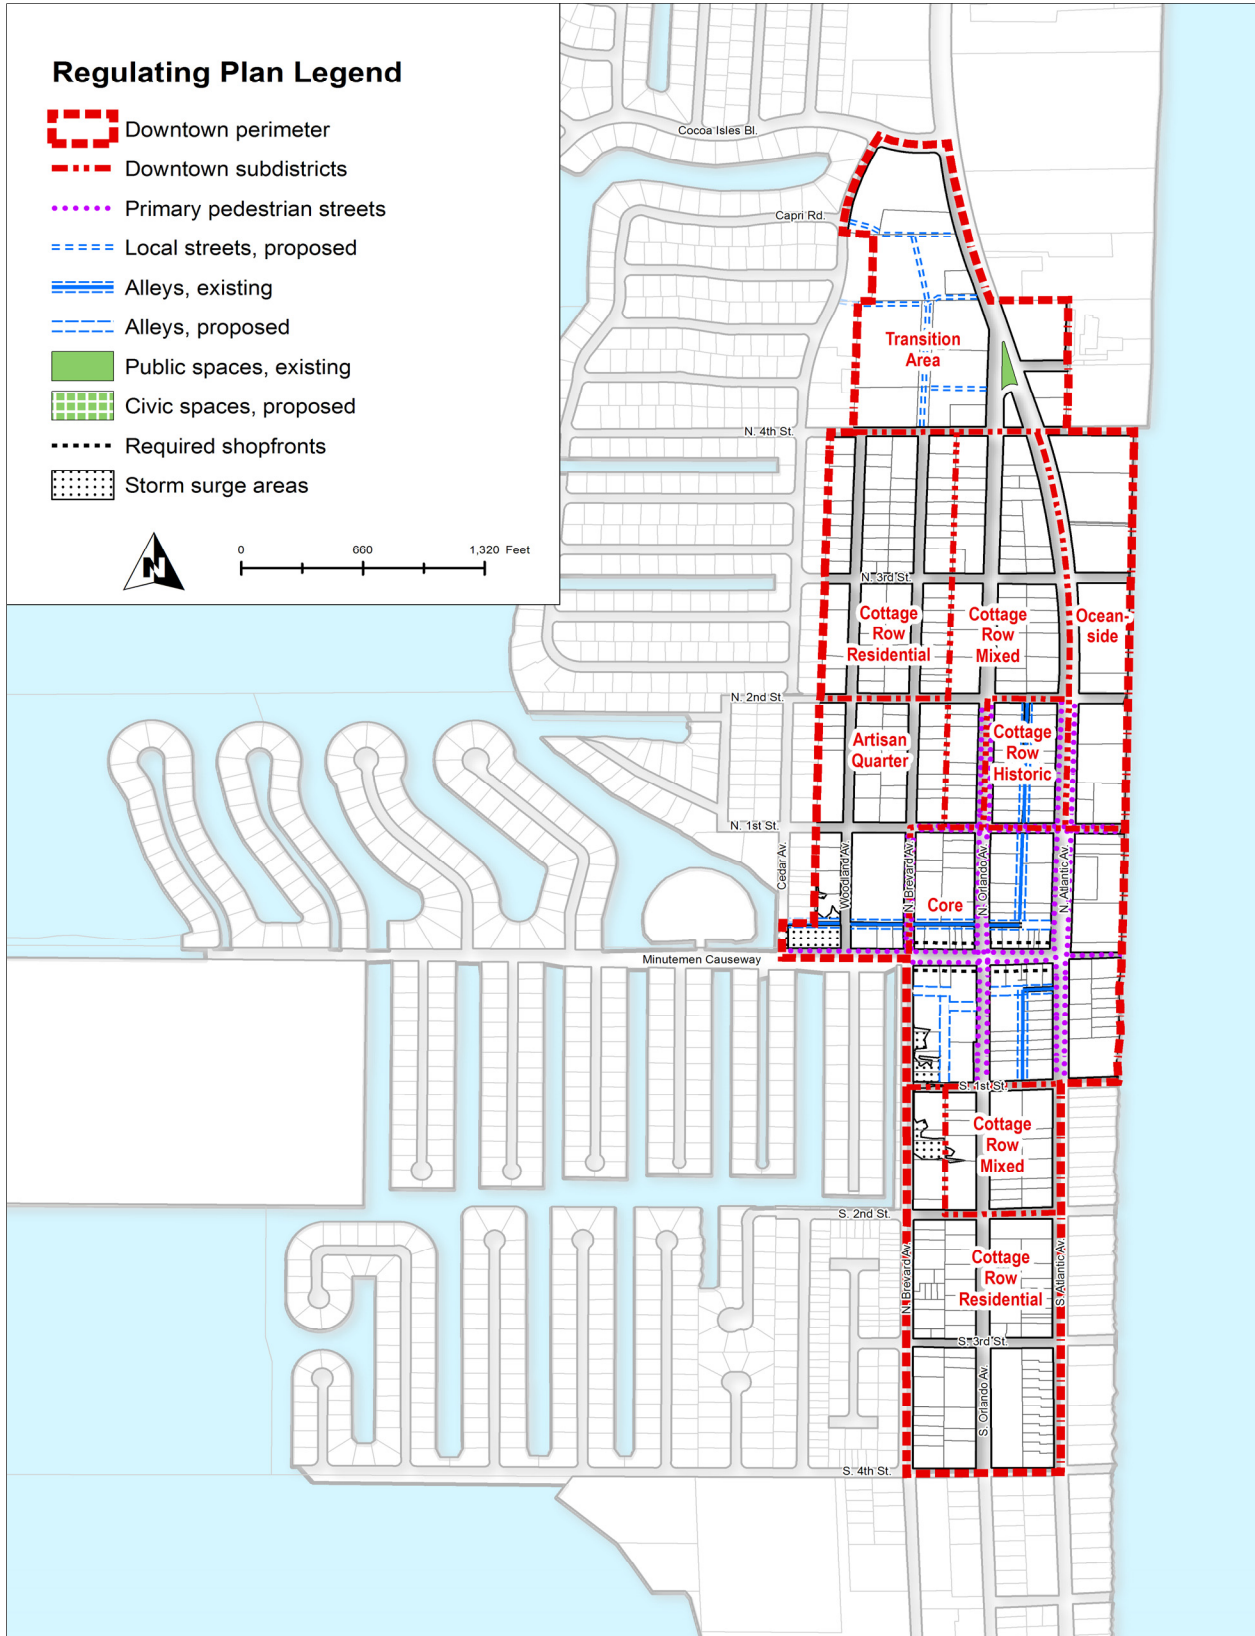 Regulating Plan Legend
Downtown perimeter
Downtown subdistricts
Primary pedestrian streets
Local streets, proposed
Alleys, existing
Alleys, proposed
Public spaces, existing
Civic spaces, proposed
Required shopfronts
Storm surge areas
N
0 660 1,320 Feet
Cocoa Isles Bl.
Capri Rd.
Transition
Area
N. 4th St.
N. 3rd St.
Cottage
Row
Residential
Cottage
Row
Mixed
Ocean-
side
N. 2nd St.
Artisan
Quarter
Cottage
Row
Historic
N. 1st St.
Cedar Av.
Woodland Av.
N. Brevard Av.
N. Orlando Av.
N. Atlantic Av.
Core
Minutemen Causeway
S. 1st St.
Cottage
Row
Mixed
S. 2nd St.
N. Brevard Av.
Cottage
Row
Residential
S. Atlantic Av.
S. 3rd St.
S. Orlando Av.
S. 4th St.